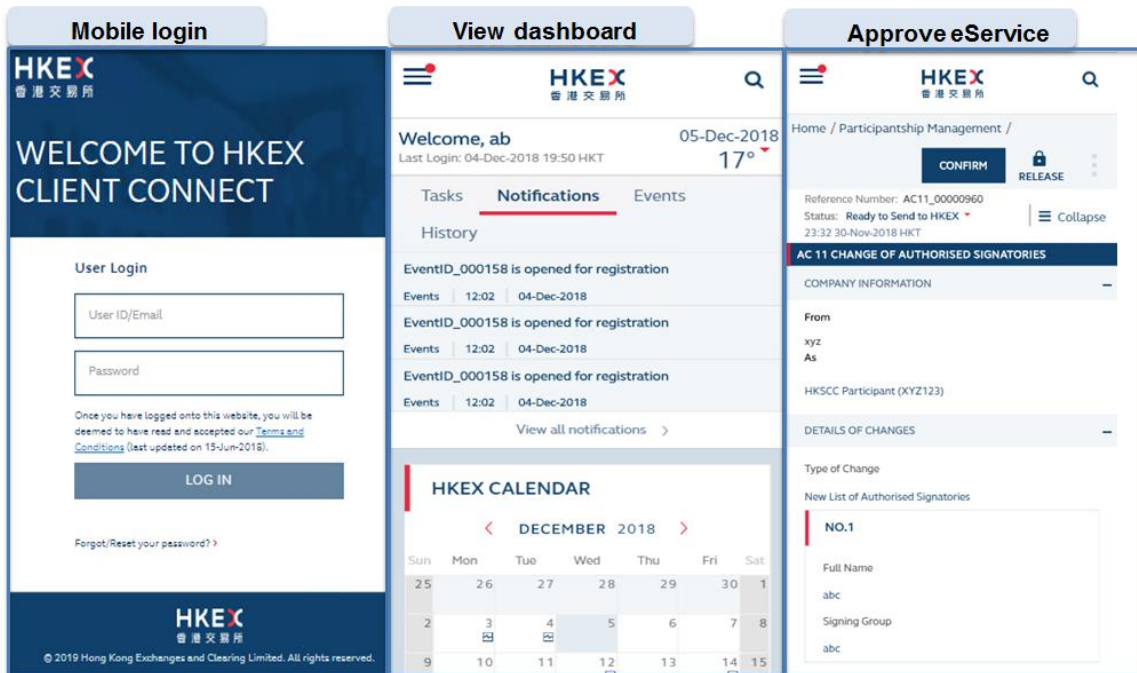 Mobile login
HKEX
香港交易所
WELCOME TO HKEX
CLIENT CONNECT
User Login
User ID/Email
Password
Once you have logged onto this website, you will be
deemed to have read and accepted our Terms and
Conditions (last updated on 15-Jun-2018).
LOG IN
Forgot/Reset your password?
HKEX
香港交易所
© 2019 Hong Kong Exchanges and Clearing Limited. All rights reserved.
View dashboard
HKEX
香港交易所
Welcome, ab
05-Dec-2018
Last Login: 04-Dec-2018 19:50 HKT
17°
Tasks Notifications Events
History
EventID_000158 is opened for registration
Events 12:02 04-Dec-2018
EventID_000158 is opened for registration
Events 12:02 04-Dec-2018
EventID_000158 is opened for registration
Events 12:02 04-Dec-2018
View all notifications >
HKEX CALENDAR
< DECEMBER 2018 >
Sun Mon Tue Wed Thu Fri Sat
25 26 27 28 29 30 1
2 3 4 5 6 7 8
9 10 11 12 13 14 15
Approve eService
HKEX
香港交易所
Home / Participantship Management /
CONFIRM
RELEASE
Reference Number: AC11_00000960
Status: Ready to Send to HKEX
Collapse
23:32 30-Nov-2018 HKT
AC 11 CHANGE OF AUTHORISED SIGNATORIES
COMPANY INFORMATION
From
xyz
As
HKSCC Participant (XYZ123)
DETAILS OF CHANGES
Type of Change
New List of Authorised Signatories
NO.1
Full Name
abc
Signing Group
abc